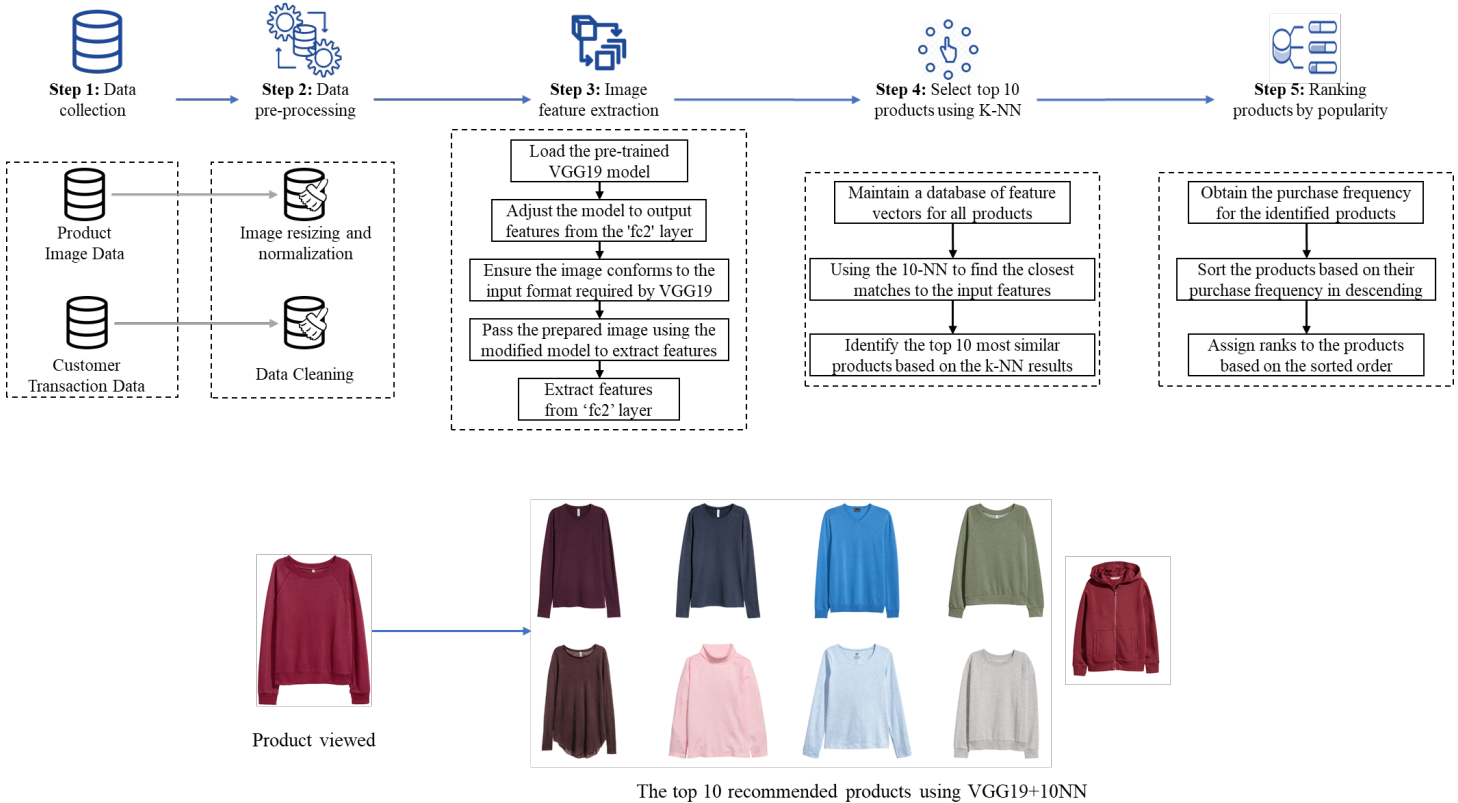 Step 1: Data
collection
Step 2: Data
pre-processing
Step 3: Image
feature extraction
Step 4: Select top 10
products using K-NN
Step 5: Ranking
products by popularity
Product
Image Data
Customer
Transaction Data
Image resizing and
normalization
Data Cleaning
Load the pre-trained
VGG19 model
Adjust the model to output
features from the 'fc2' layer
Ensure the image conforms to the
input format required by VGG19
Pass the prepared image using the
modified model to extract features
Extract features
from ‘fc2’ layer
Maintain a database of feature
vectors for all products
Using the 10-NN to find the closest
matches to the input features
Identify the top 10 most similar
products based on the k-NN results
Obtain the purchase frequency
for the identified products
Sort the products based on their
purchase frequency in descending
Assign ranks to the products
based on the sorted order
Product viewed
The top 10 recommended products using VGG19+10NN